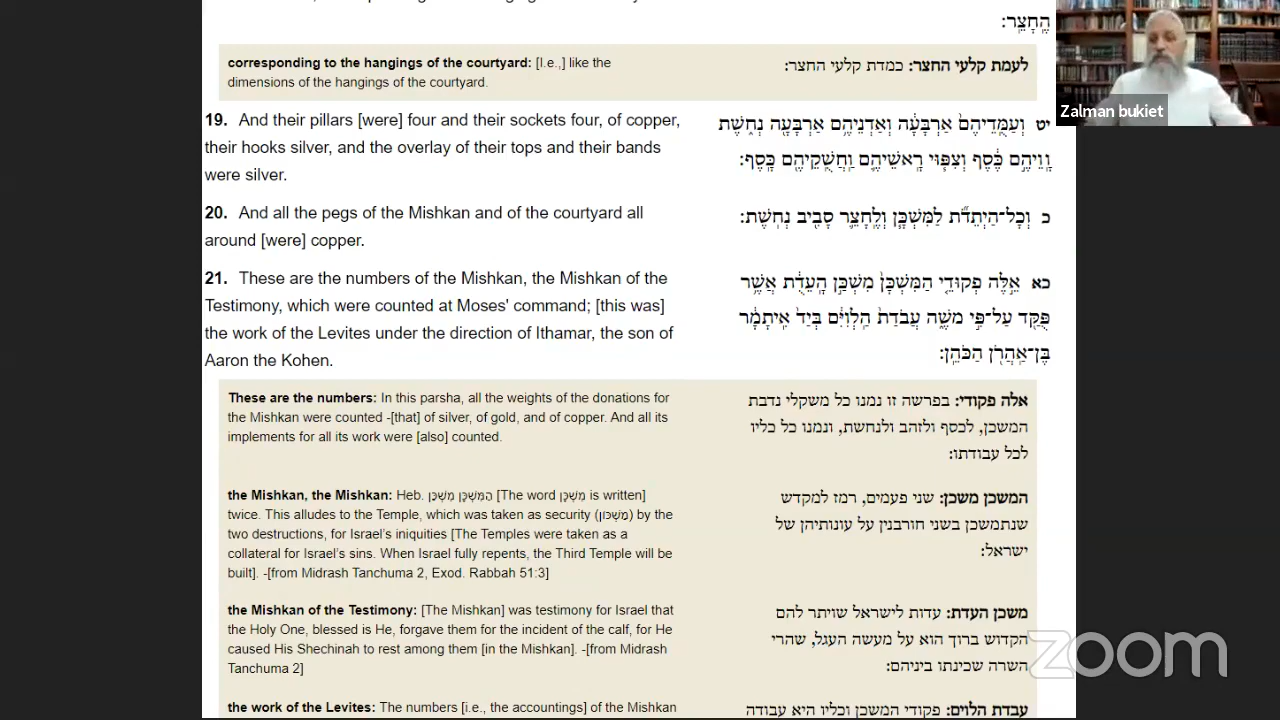 הֶחָצֵר:
corresponding to the hangings of the courtyard: [I.e.,] like the
dimensions of the hangings of the courtyard.
לעמת קלעי החצר: כמדת קלעי החצר:
Zalman bukiet
19. And their pillars [were] four and their sockets four, of copper,
their hooks silver, and the overlay of their tops and their bands
were silver.
יט וְעַמֻּֽדֵיהֶם֙ אַרְבָּעָ֔ה וְאַדְנֵיהֶ֥ם אַרְבָּעָ֖ה נְחֹ֑שֶׁת
וָֽוֵיהֶ֣ם כֶּ֔סֶף וְצִפּ֧וּי רָֽאשֵׁיהֶ֛ם וַֽחֲשֻֽׁקֵיהֶ֖ם כָּֽסֶף:
20. And all the pegs of the Mishkan and of the courtyard all
around [were] copper.
כ וְכָל־הַיְתֵדֹ֞ת לַמִּשְׁכָּ֧ן וְלֶֽחָצֵ֛ר סָבִ֖יב נְחֽשֶׁת:
21. These are the numbers of the Mishkan, the Mishkan of the
Testimony, which were counted at Moses' command; [this was]
the work of the Levites under the direction of Ithamar, the son of
Aaron the Kohen.
כא אֵ֣לֶּה פְקוּדֵ֤י הַמִּשְׁכָּן֙ מִשְׁכַּ֣ן הָֽעֵדֻ֔ת אֲשֶׁ֥ר
פֻּקַּ֖ד עַל־פִּ֣י משֶׁ֑ה עֲבֹדַת֙ הַֽלְוִיִּ֔ם בְּיַד֙ אִֽיתָמָ֔ר
בֶּן־אַֽהֲרֹ֖ן הַכֹּהֵֽן:
These are the numbers: In this parsha, all the weights of the donations for
the Mishkan were counted -[that] of silver, of gold, and of copper. And all its
implements for all its work were [also] counted.
אלה פקודי: בפרשה זו נמנו כל משקלי נדבת
המשכן, לכסף ולזהב ולנחשת, ונמנו כל כליו
לכל עבודתו:
the Mishkan, the Mishkan: Heb. הַמִּשְׁכָּן מִשְׁכַּן [The word מִשְׁכָּן is written]
twice. This alludes to the Temple, which was taken as security (מַשְׁכּוֹן) by the
two destructions, for Israel's iniquities [The Temples were taken as a
collateral for Israel's sins. When Israel fully repents, the Third Temple will be
built]. -[from Midrash Tanchuma 2, Exod. Rabbah 51:3]
המשכן משכן: שני פעמים, רמז למקדש
שנתמשכן בשני חורבנין על עונותיהן של
ישראל:
the Mishkan of the Testimony: [The Mishkan] was testimony for Israel that
the Holy One, blessed is He, forgave them for the incident of the calf, for He
caused His Shechinah to rest among them [in the Mishkan]. -[from Midrash
Tanchuma 2]
משכן העדת: עדות לישראל שויתר להם
הקדוש ברוך הוא על מעשה העגל, שהרי
השרה שכינתו ביניהם:
zoom
the work of the Levites: The numbers [i.e., the accountings] of the Mishkan
עבדת הלוים: פקודי המשכן וכליו היא עבודה